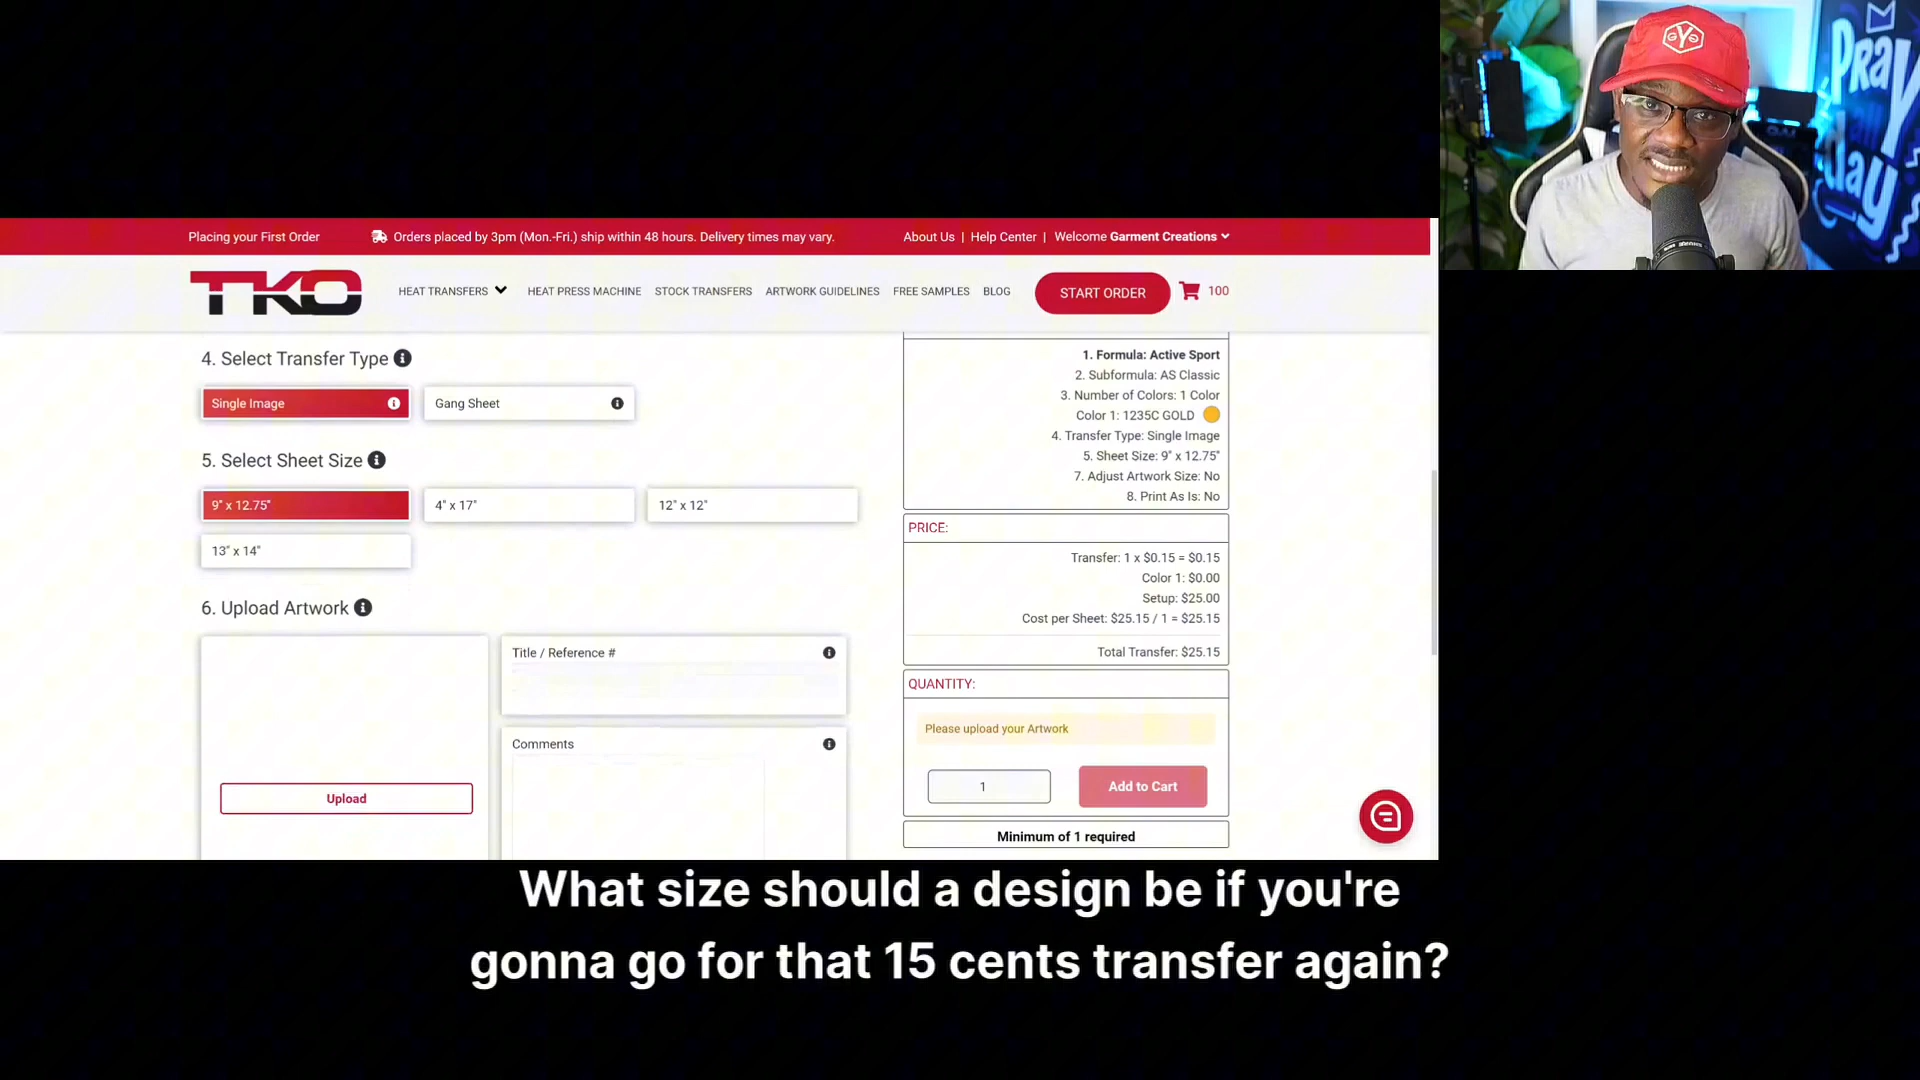 PRAY
day
Placing your First Order
Orders placed by 3pm (Mon.-Fri.) ship within 48 hours. Delivery times may vary.
About Us | Help Center | Welcome Garment Creations
TKO
HEAT TRANSFERS
HEAT PRESS MACHINE
STOCK TRANSFERS
ARTWORK GUIDELINES
FREE SAMPLES
BLOG
START ORDER
100
4. Select Transfer Type
Single Image
Gang Sheet
5. Select Sheet Size
9" x 12.75"
4" x 17"
12" x 12"
13" x 14"
6. Upload Artwork
Upload
Title / Reference #
Comments
1. Formula: Active Sport
2. Subformula: AS Classic
3. Number of Colors: 1 Color
Color 1: 1235C GOLD
4. Transfer Type: Single Image
5. Sheet Size: 9" x 12.75"
7. Adjust Artwork Size: No
8. Print As Is: No
PRICE:
Transfer: 1 x $0.15 = $0.15
Color 1: $0.00
Setup: $25.00
Cost per Sheet: $25.15 / 1 = $25.15
Total Transfer: $25.15
QUANTITY:
Please upload your Artwork
1
Add to Cart
Minimum of 1 required
What size should a design be if you're
gonna go for that 15 cents transfer again?